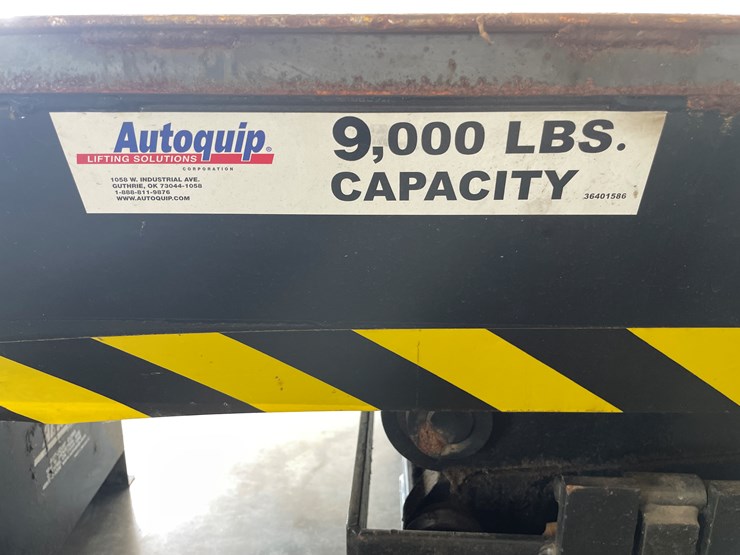 Autoquip®
LIFTING SOLUTIONS
CORPORATION
1058 W. INDUSTRIAL AVE.
GUTHRIE, OK 73044-1058
1-888-811-9876
WWW.AUTOQUIP.COM
9,000 LBS.
CAPACITY
36401586